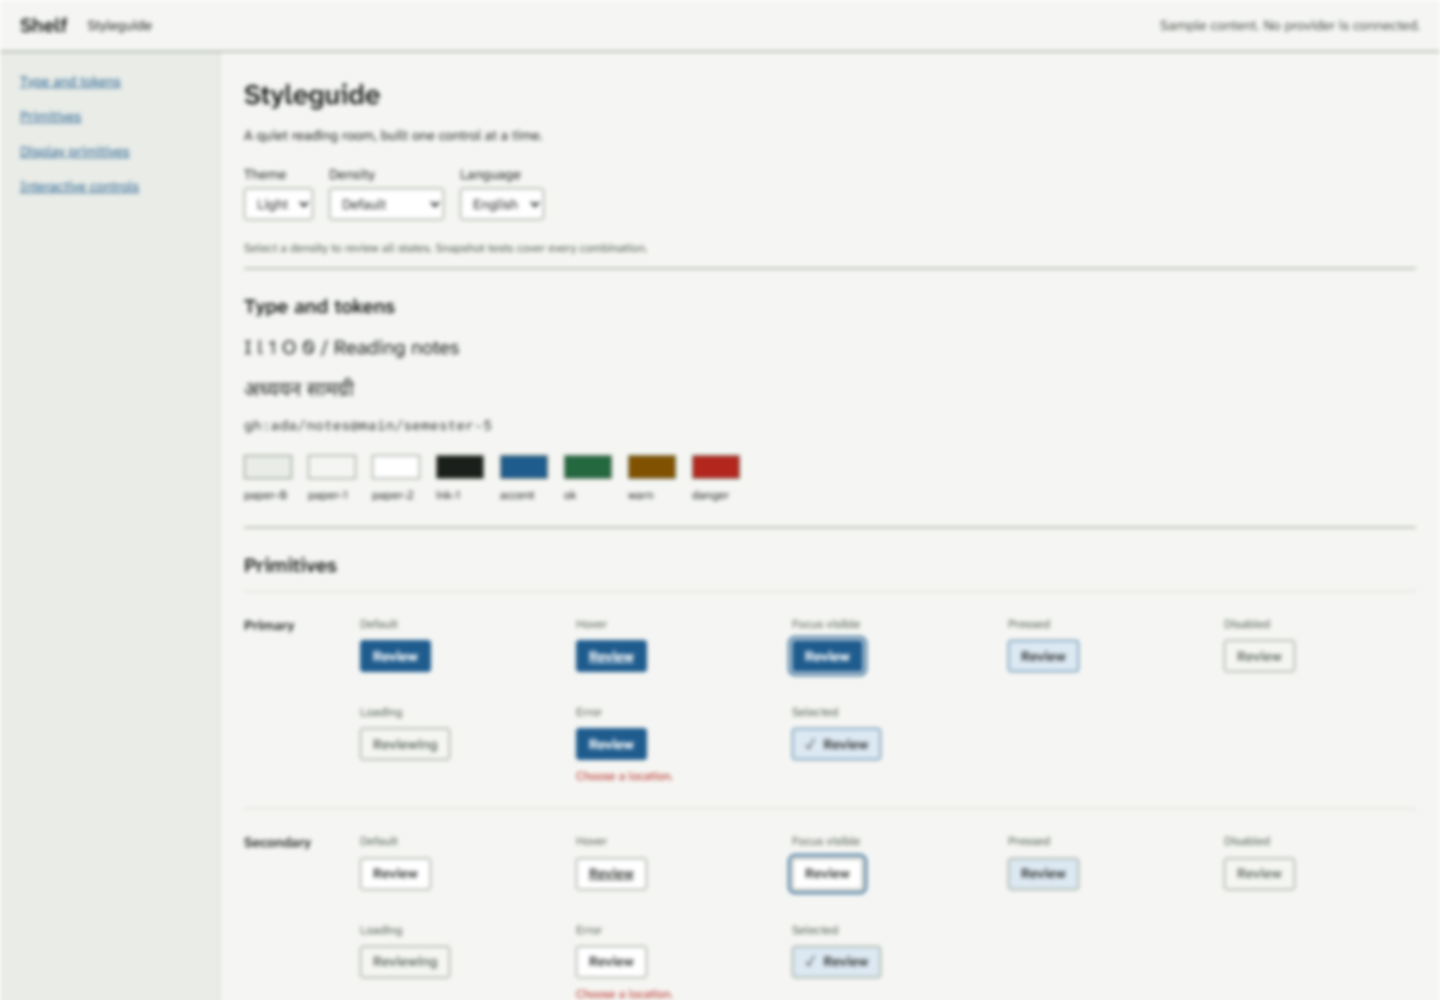 Shelf Styleguide
Sample content. No provider is connected.
Type and tokens
Primitives
Display primitives
Interactive controls
Styleguide
A quiet reading room, built one control at a time.
Theme Density Language
Light Default English
Select a density to review all states. Snapshot tests cover every combination.
Type and tokens
I l 1 O 0 / Reading notes
अध्ययन सामग्री
gh:ada/notes@main/semester-5
paper-0 paper-1 paper-2 ink-1 accent ok warn danger
Primitives
Primary
Default Hover Focus visible Pressed Disabled
Review Review Review Review Review
Loading Error Selected
Reviewing Review ✓ Review
Choose a location.
Secondary
Default Hover Focus visible Pressed Disabled
Review Review Review Review Review
Loading Error Selected
Reviewing Review ✓ Review
Choose a location.